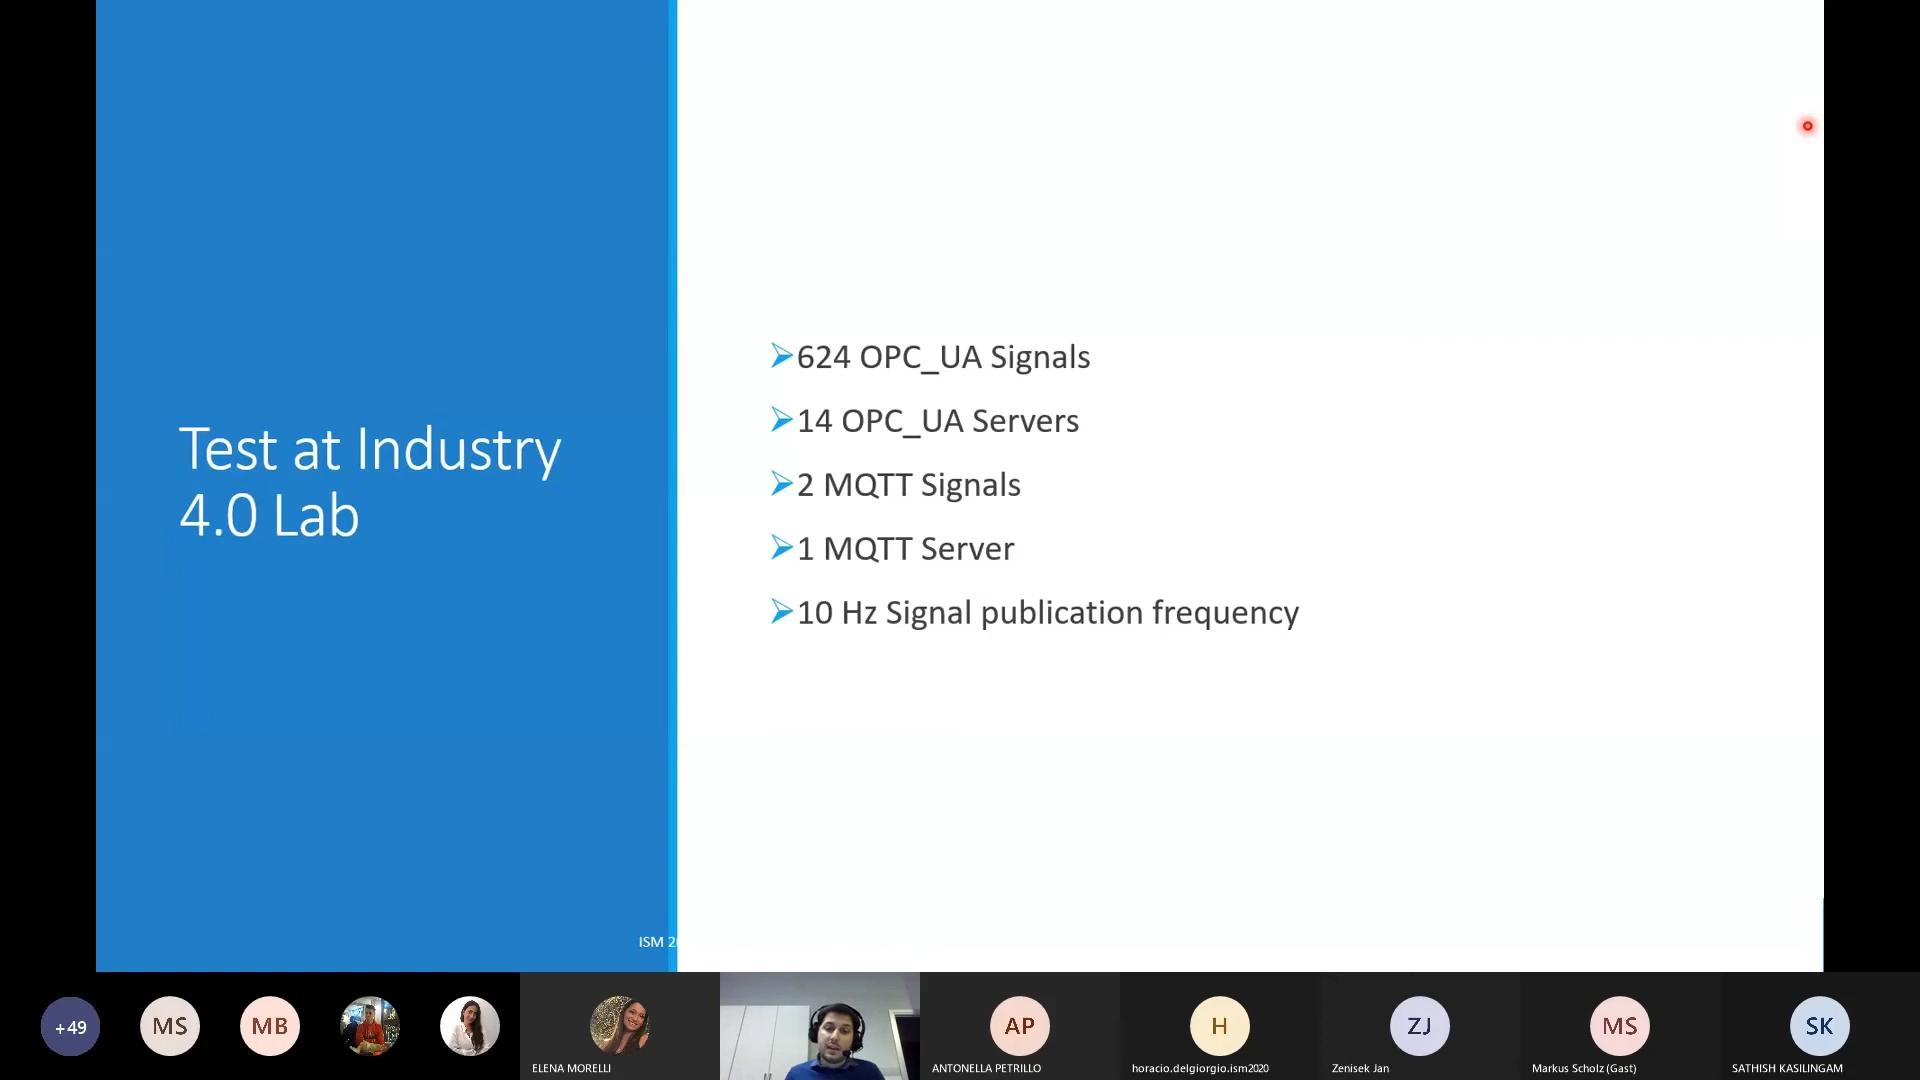 Test at Industry
4.0 Lab
624 OPC_UA Signals
14 OPC_UA Servers
2 MQTT Signals
1 MQTT Server
10 Hz Signal publication frequency
ISM 2
+49
MS
MB
ELENA MORELLI
AP
ANTONELLA PETRILLO
H
horacio.delgiorgio.ism2020
ZJ
Zenisek Jan
MS
Markus Scholz (Gast)
SK
SATHISH KASILINGAM